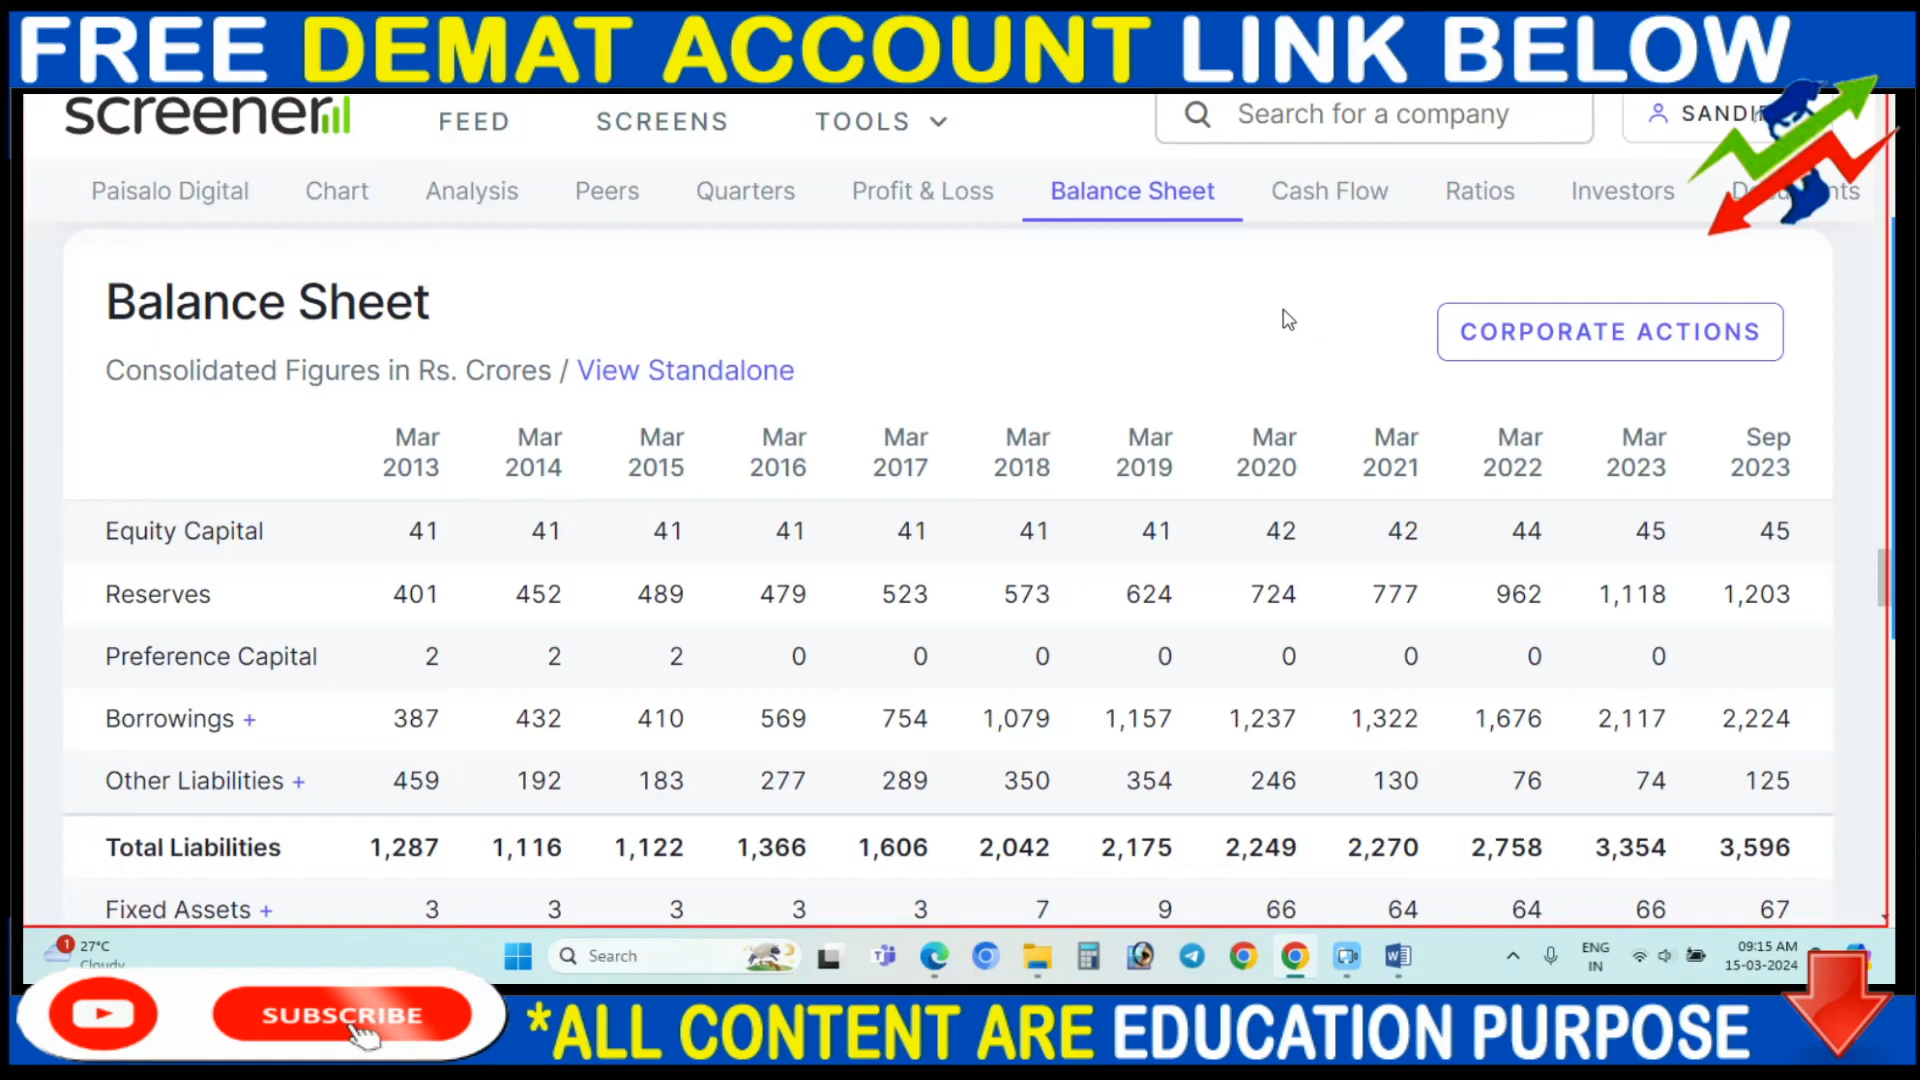 FREE DEMAT ACCOUNT LINK BELOW
screener
FEED SCREENS TOOLS Search for a company
Paisalo Digital Chart Analysis Peers Quarters Profit & Loss Balance Sheet Cash Flow Ratios Investors
Balance Sheet
CORPORATE ACTIONS
Consolidated Figures in Rs. Crores / View Standalone
Mar 2013 Mar 2014 Mar 2015 Mar 2016 Mar 2017 Mar 2018 Mar 2019 Mar 2020 Mar 2021 Mar 2022 Mar 2023 Sep 2023
Equity Capital 41 41 41 41 41 41 41 42 42 44 45 45
Reserves 401 452 489 479 523 573 624 724 777 962 1,118 1,203
Preference Capital 2 2 2 0 0 0 0 0 0 0 0
Borrowings + 387 432 410 569 754 1,079 1,157 1,237 1,322 1,676 2,117 2,224
Other Liabilities + 459 192 183 277 289 350 354 246 130 76 74 125
Total Liabilities 1,287 1,116 1,122 1,366 1,606 2,042 2,175 2,249 2,270 2,758 3,354 3,596
Fixed Assets + 3 3 3 3 3 7 9 66 64 64 66 67
1 27°C
Cloudy
Search
ENG
IN
09:15 AM
15-03-2024
SUBSCRIBE
*ALL CONTENT ARE EDUCATION PURPOSE